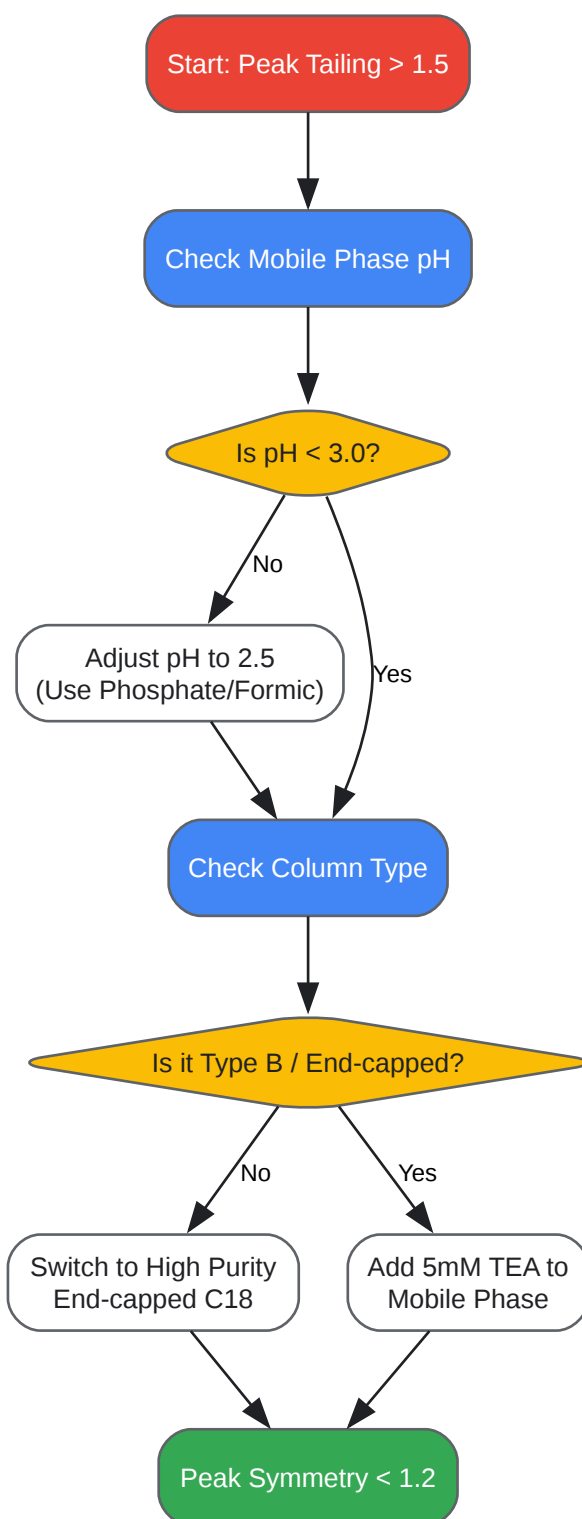 Start: Peak Tailing > 1.5
Check Mobile Phase pH
Is pH < 3.0?
No
Adjust pH to 2.5
(Use Phosphate/Formic)
Yes
Check Column Type
Is it Type B / End-capped?
No
Yes
Switch to High Purity
End-capped C18
Add 5mM TEA to
Mobile Phase
Peak Symmetry < 1.2